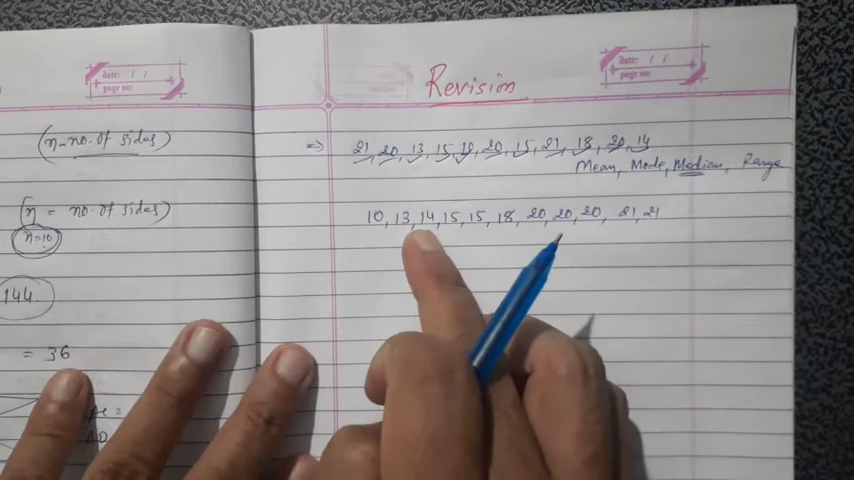 date: / /
page no:
(n-no. of sides)
(n = no. of sides)
n=10
144
= 36
date: / /
page no:
Revision
⇒ 21, 20, 13, 15, 10, 20, 15, 21, 18, 20, 14
Mean, Mode, Median, Range
10, 13, 14, 15, 15, 18, 20, 20, 20, 21, 21